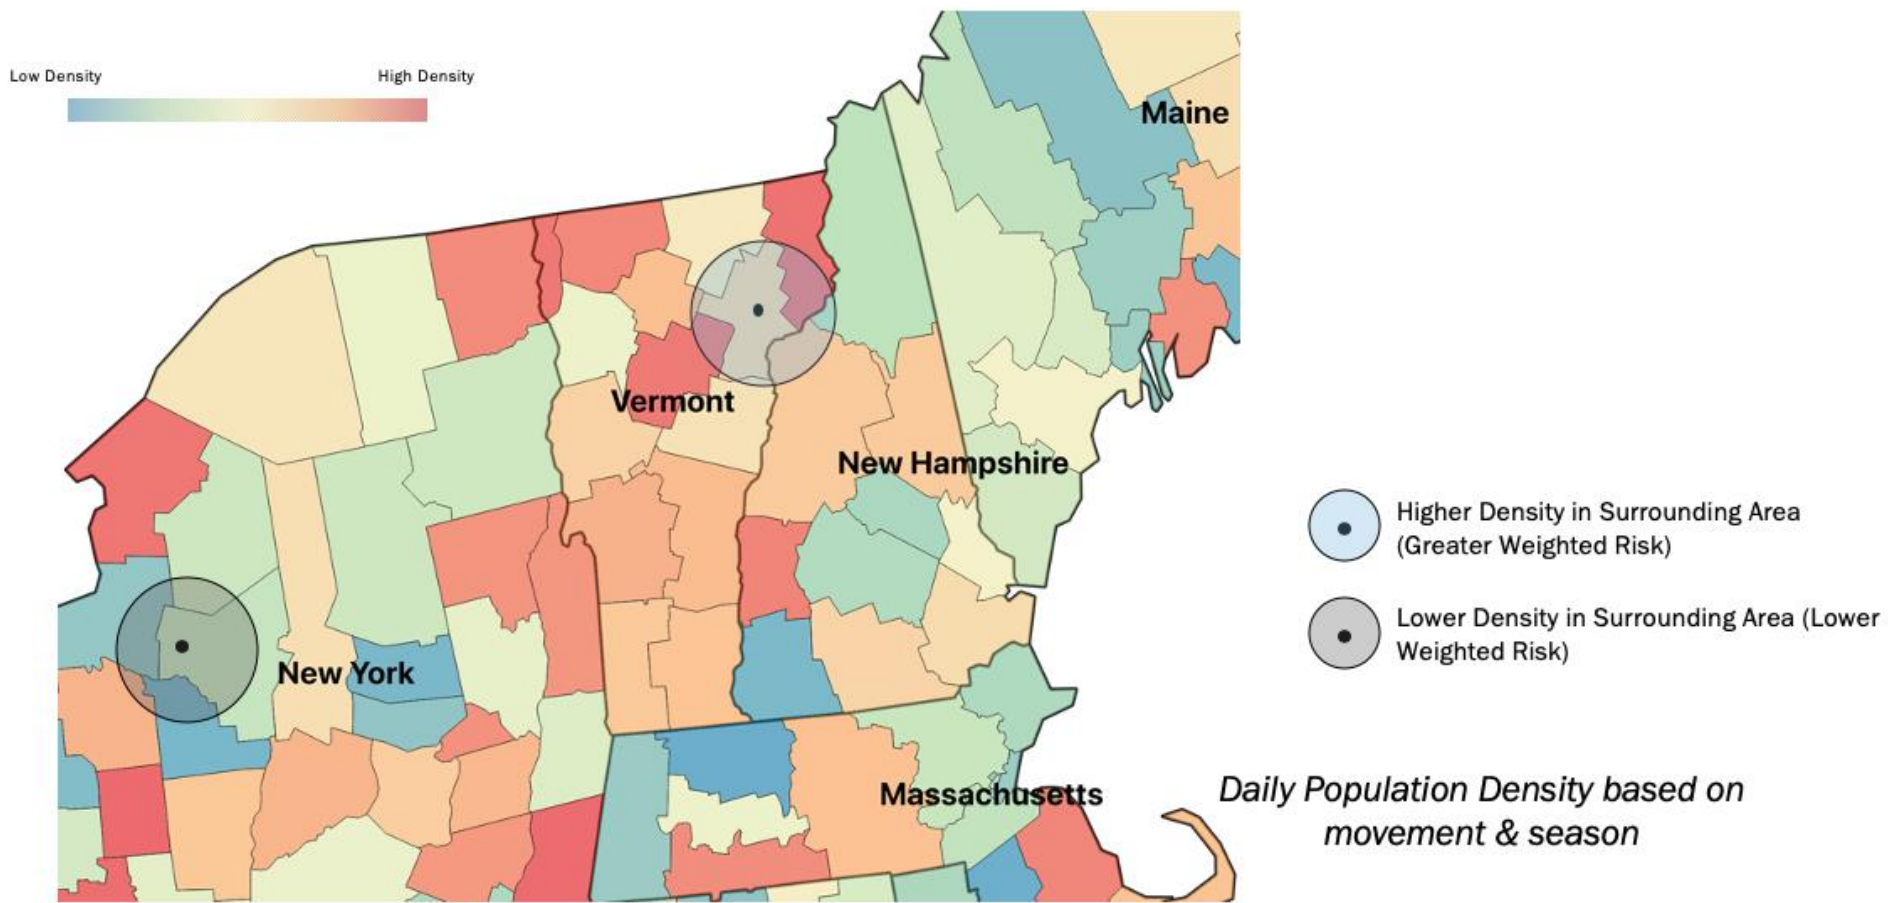 Low Density
High Density
Maine
Vermont
New Hampshire
New York
Massachusetts
Higher Density in Surrounding Area
(Greater Weighted Risk)
Lower Density in Surrounding Area (Lower
Weighted Risk)
Daily Population Density based on
movement & season